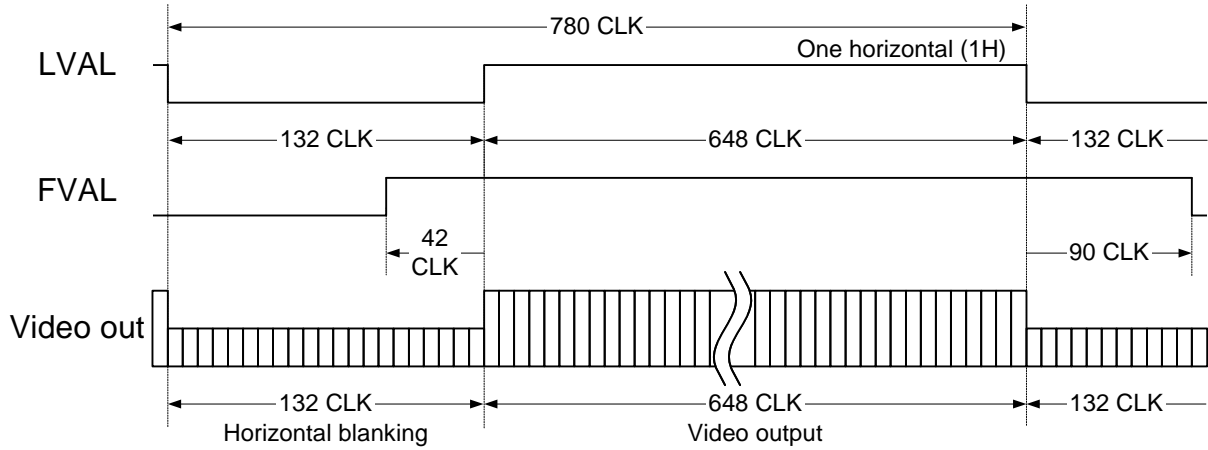 780 CLK
LVAL
One horizontal (1H)
132 CLK
648 CLK
132 CLK
FVAL
42
CLK
90 CLK
Video out
132 CLK
648 CLK
132 CLK
Horizontal blanking
Video output